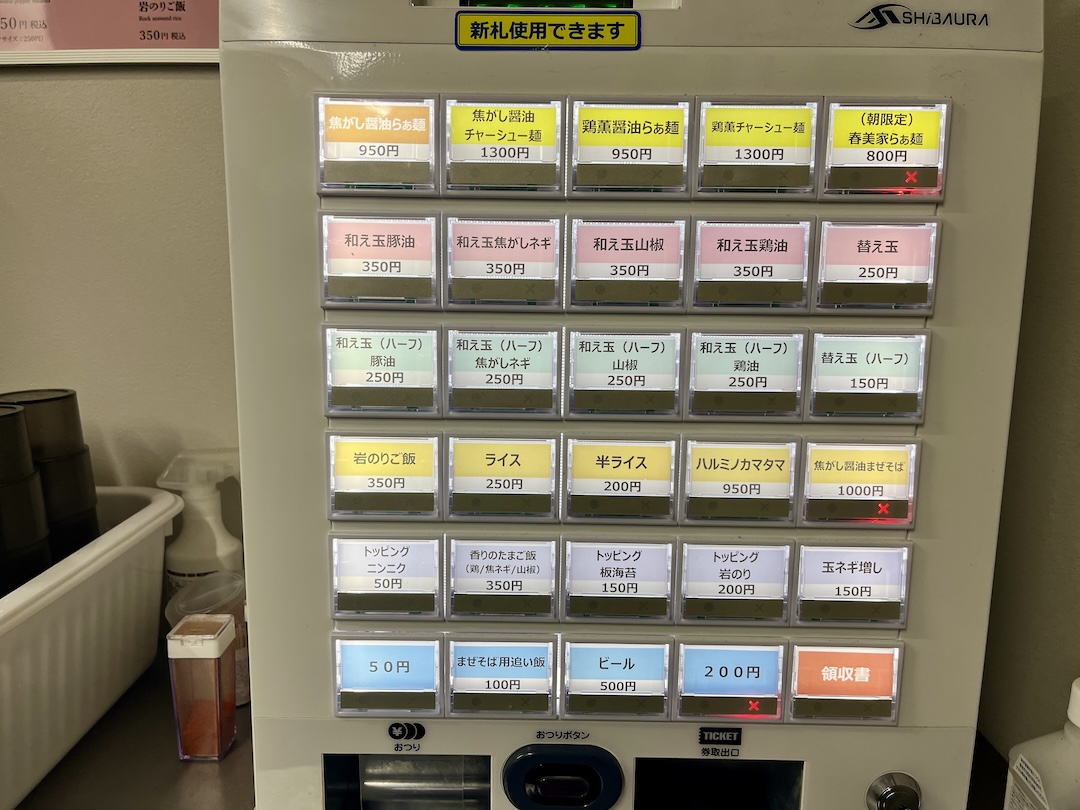 岩のりご飯
Rock seaweed rice
50円 税込
サイズ:250円)
350円 税込
新札使用できます
SHiBAURA
焦がし醤油らぁ麺
950円
焦がし醤油
チャーシュー麺
1300円
鶏薫醤油らぁ麺
950円
鶏薫チャーシュー麺
1300円
(朝限定)
春美家らぁ麺
800円
×
和え玉豚油
350円
和え玉焦がしネギ
350円
和え玉山椒
350円
和え玉鶏油
350円
替え玉
250円
和え玉(ハーフ)
豚油
250円
和え玉(ハーフ)
焦がしネギ
250円
和え玉(ハーフ)
山椒
250円
和え玉(ハーフ)
鶏油
250円
替え玉(ハーフ)
150円
岩のりご飯
350円
ライス
250円
半ライス
200円
ハルミノカマタマ
950円
焦がし醤油まぜそば
1000円
×
トッピング
ニンニク
50円
香りのたまご飯
(鶏/焦ネギ/山椒)
350円
トッピング
板海苔
150円
トッピング
岩のり
200円
玉ネギ増し
150円
50円
まぜそば用追い飯
100円
ビール
500円
200円
×
領収書
おつり
おつりボタン
TICKET
券取出口